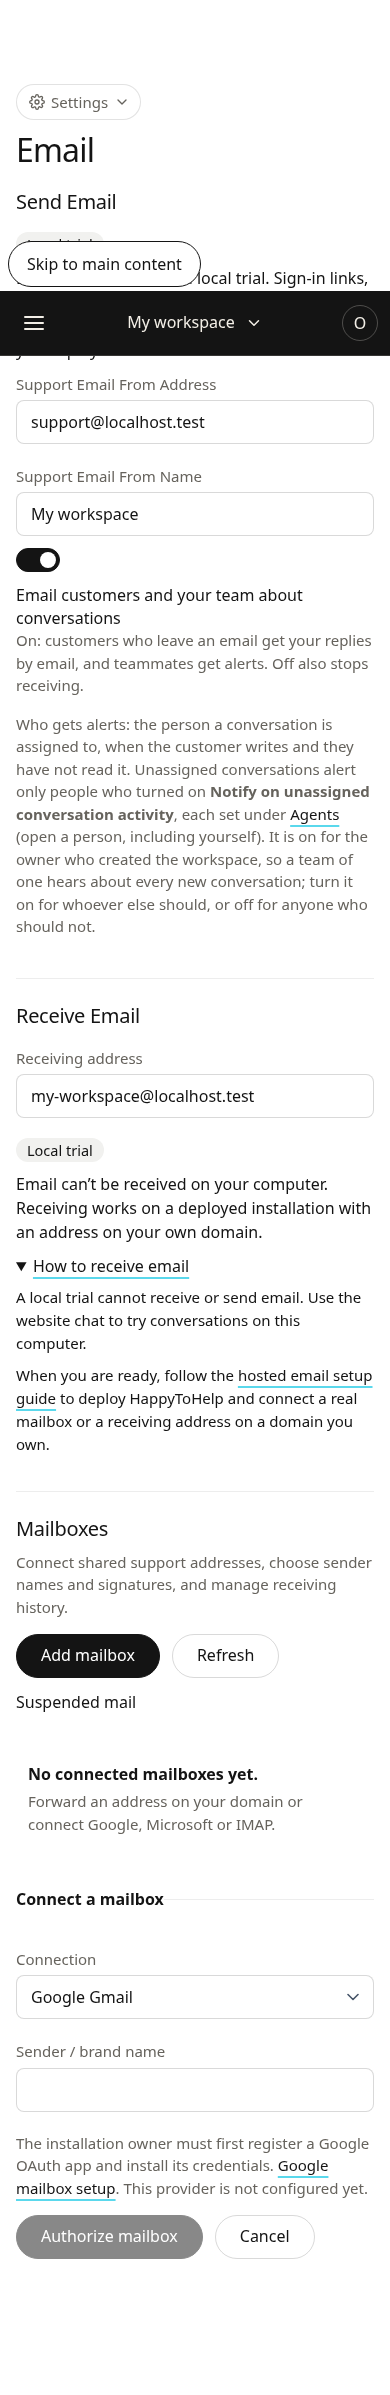 Settings
Email
Send Email
Skip to main content
local trial. Sign-in links,
My workspace
O
Support Email From Address
support@localhost.test
Support Email From Name
My workspace
Email customers and your team about
conversations
On: customers who leave an email get your replies
by email, and teammates get alerts. Off also stops
receiving.
Who gets alerts: the person a conversation is
assigned to, when the customer writes and they
have not read it. Unassigned conversations alert
only people who turned on Notify on unassigned
conversation activity, each set under Agents
(open a person, including yourself). It is on for the
owner who created the workspace, so a team of
one hears about every new conversation; turn it
on for whoever else should, or off for anyone who
should not.
Receive Email
Receiving address
my-workspace@localhost.test
Local trial
Email can’t be received on your computer.
Receiving works on a deployed installation with
an address on your own domain.
▼ How to receive email
A local trial cannot receive or send email. Use the
website chat to try conversations on this
computer.
When you are ready, follow the hosted email setup
guide to deploy HappyToHelp and connect a real
mailbox or a receiving address on a domain you
own.
Mailboxes
Connect shared support addresses, choose sender
names and signatures, and manage receiving
history.
Add mailbox
Refresh
Suspended mail
No connected mailboxes yet.
Forward an address on your domain or
connect Google, Microsoft or IMAP.
Connect a mailbox
Connection
Google Gmail
Sender / brand name
The installation owner must first register a Google
OAuth app and install its credentials. Google
mailbox setup. This provider is not configured yet.
Authorize mailbox
Cancel